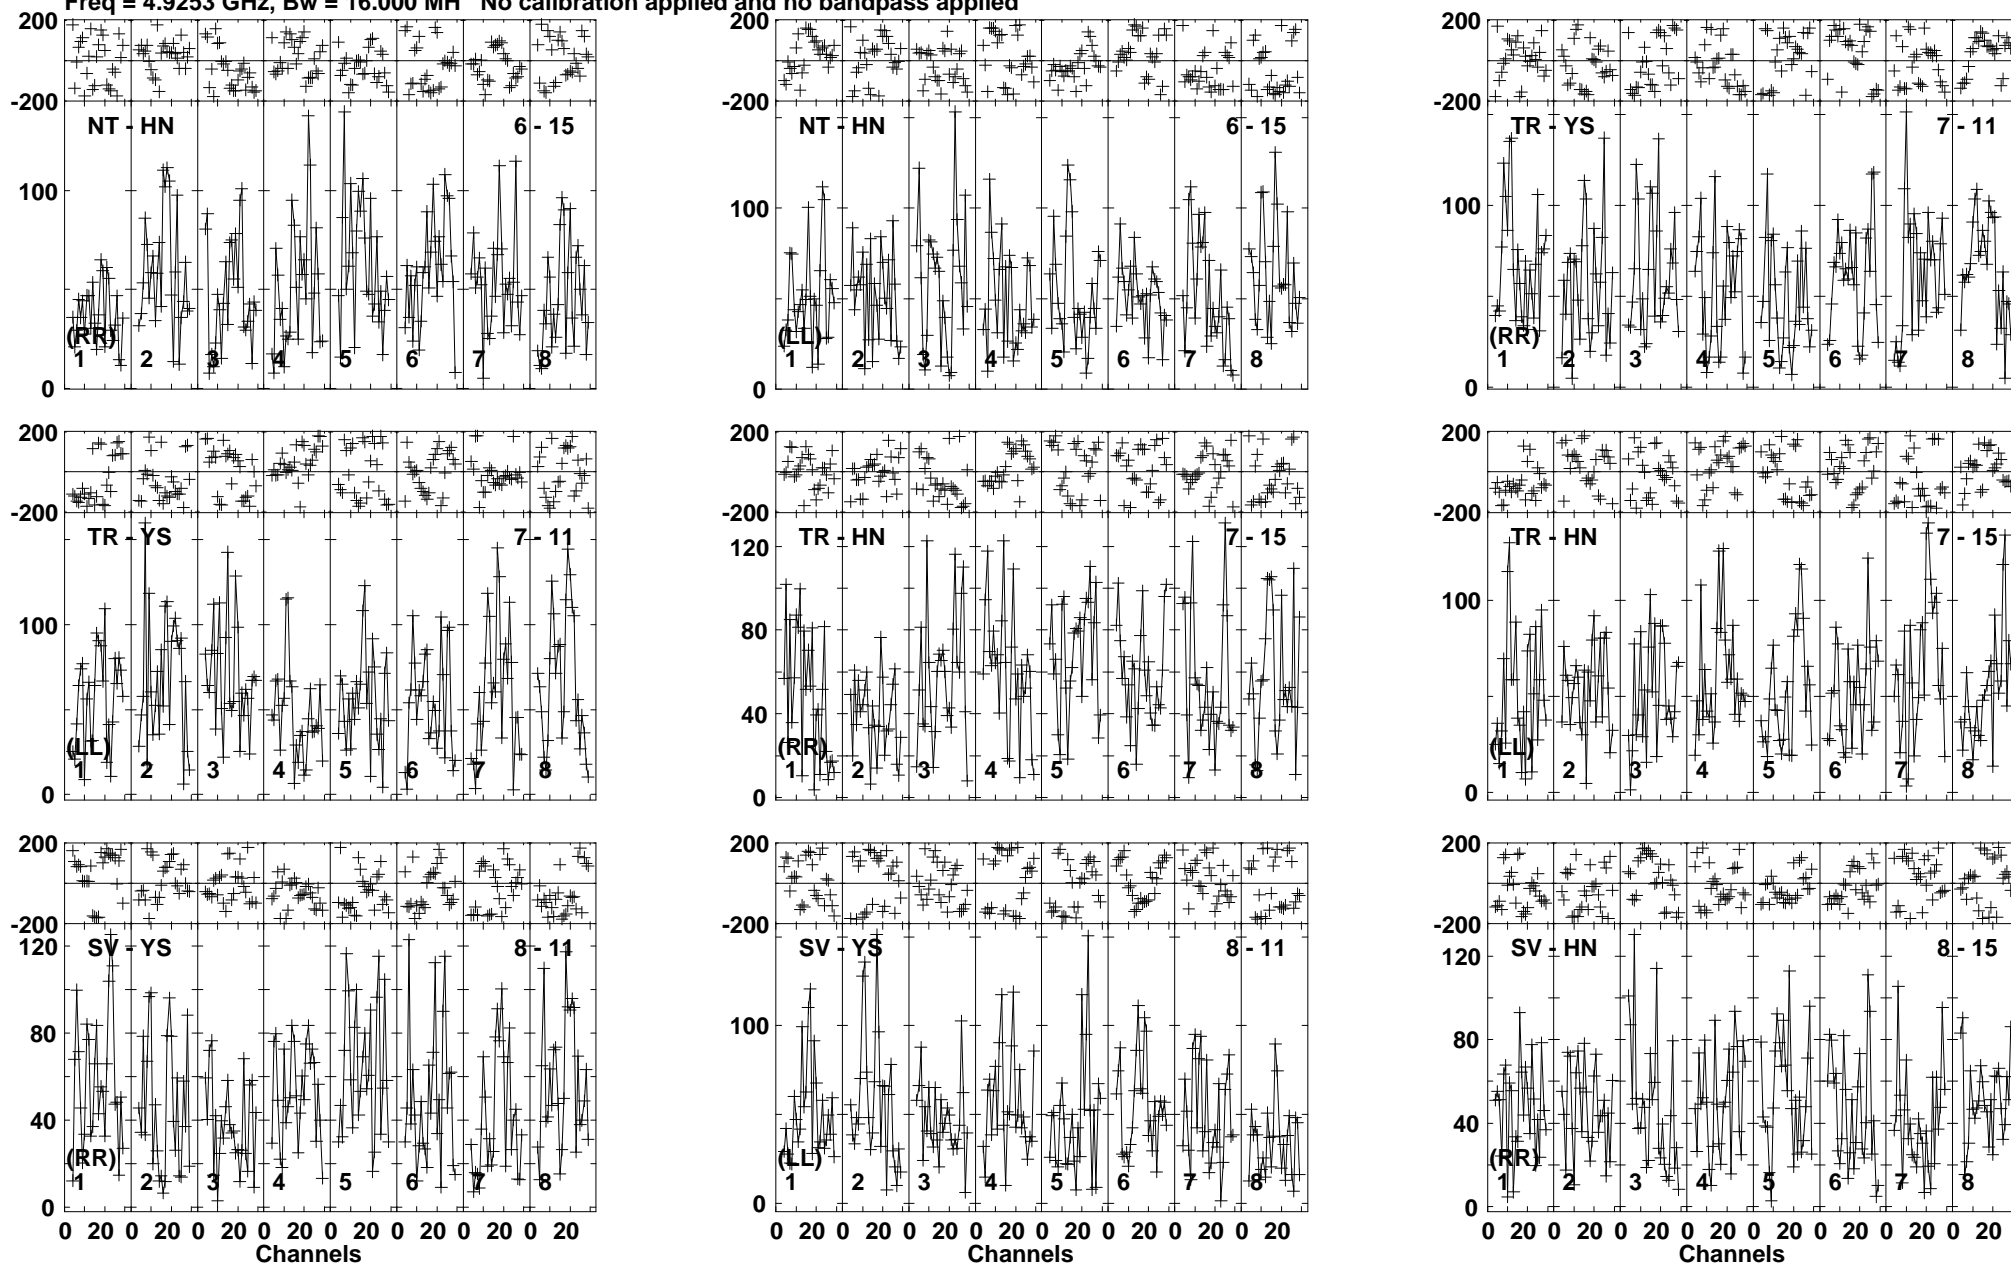 Freq = 4.9253 GHz, Bw = 16.000 MH No calibration applied and no bandpass applied
200
-200
NT - HN 6 - 15
100
(RR)
1 2 3 4 5 6 7 8
0
200
-200
NT - HN 6 - 15
100
(LL)
1 2 3 4 5 6 7 8
0
200
-200
TR - YS 7 - 11
100
(RR)
1 2 3 4 5 6 7 8
0
200
-200
TR - YS 7 - 11
100
(LL)
1 2 3 4 5 6 7 8
0
200
-200
TR - HN 7 - 15
120
80
40
(RR)
1 2 3 4 5 6 7 8
0
200
-200
TR - HN 7 - 15
100
(LL)
1 2 3 4 5 6 7 8
0
200
-200
SV - YS 8 - 11
120
80
40
(RR)
1 2 3 4 5 6 7 8
0
0 20 0 20 0 20 0 20 0 20 0 20 0 20 0 20
Channels
200
-200
SV - YS 8 - 11
100
(LL)
1 2 3 4 5 6 7 8
0
0 20 0 20 0 20 0 20 0 20 0 20 0 20 0 20
Channels
200
-200
SV - HN 8 - 15
120
80
40
(RR)
1 2 3 4 5 6 7 8
0
0 20 0 20 0 20 0 20 0 20 0 20 0 20 0 20
Channels